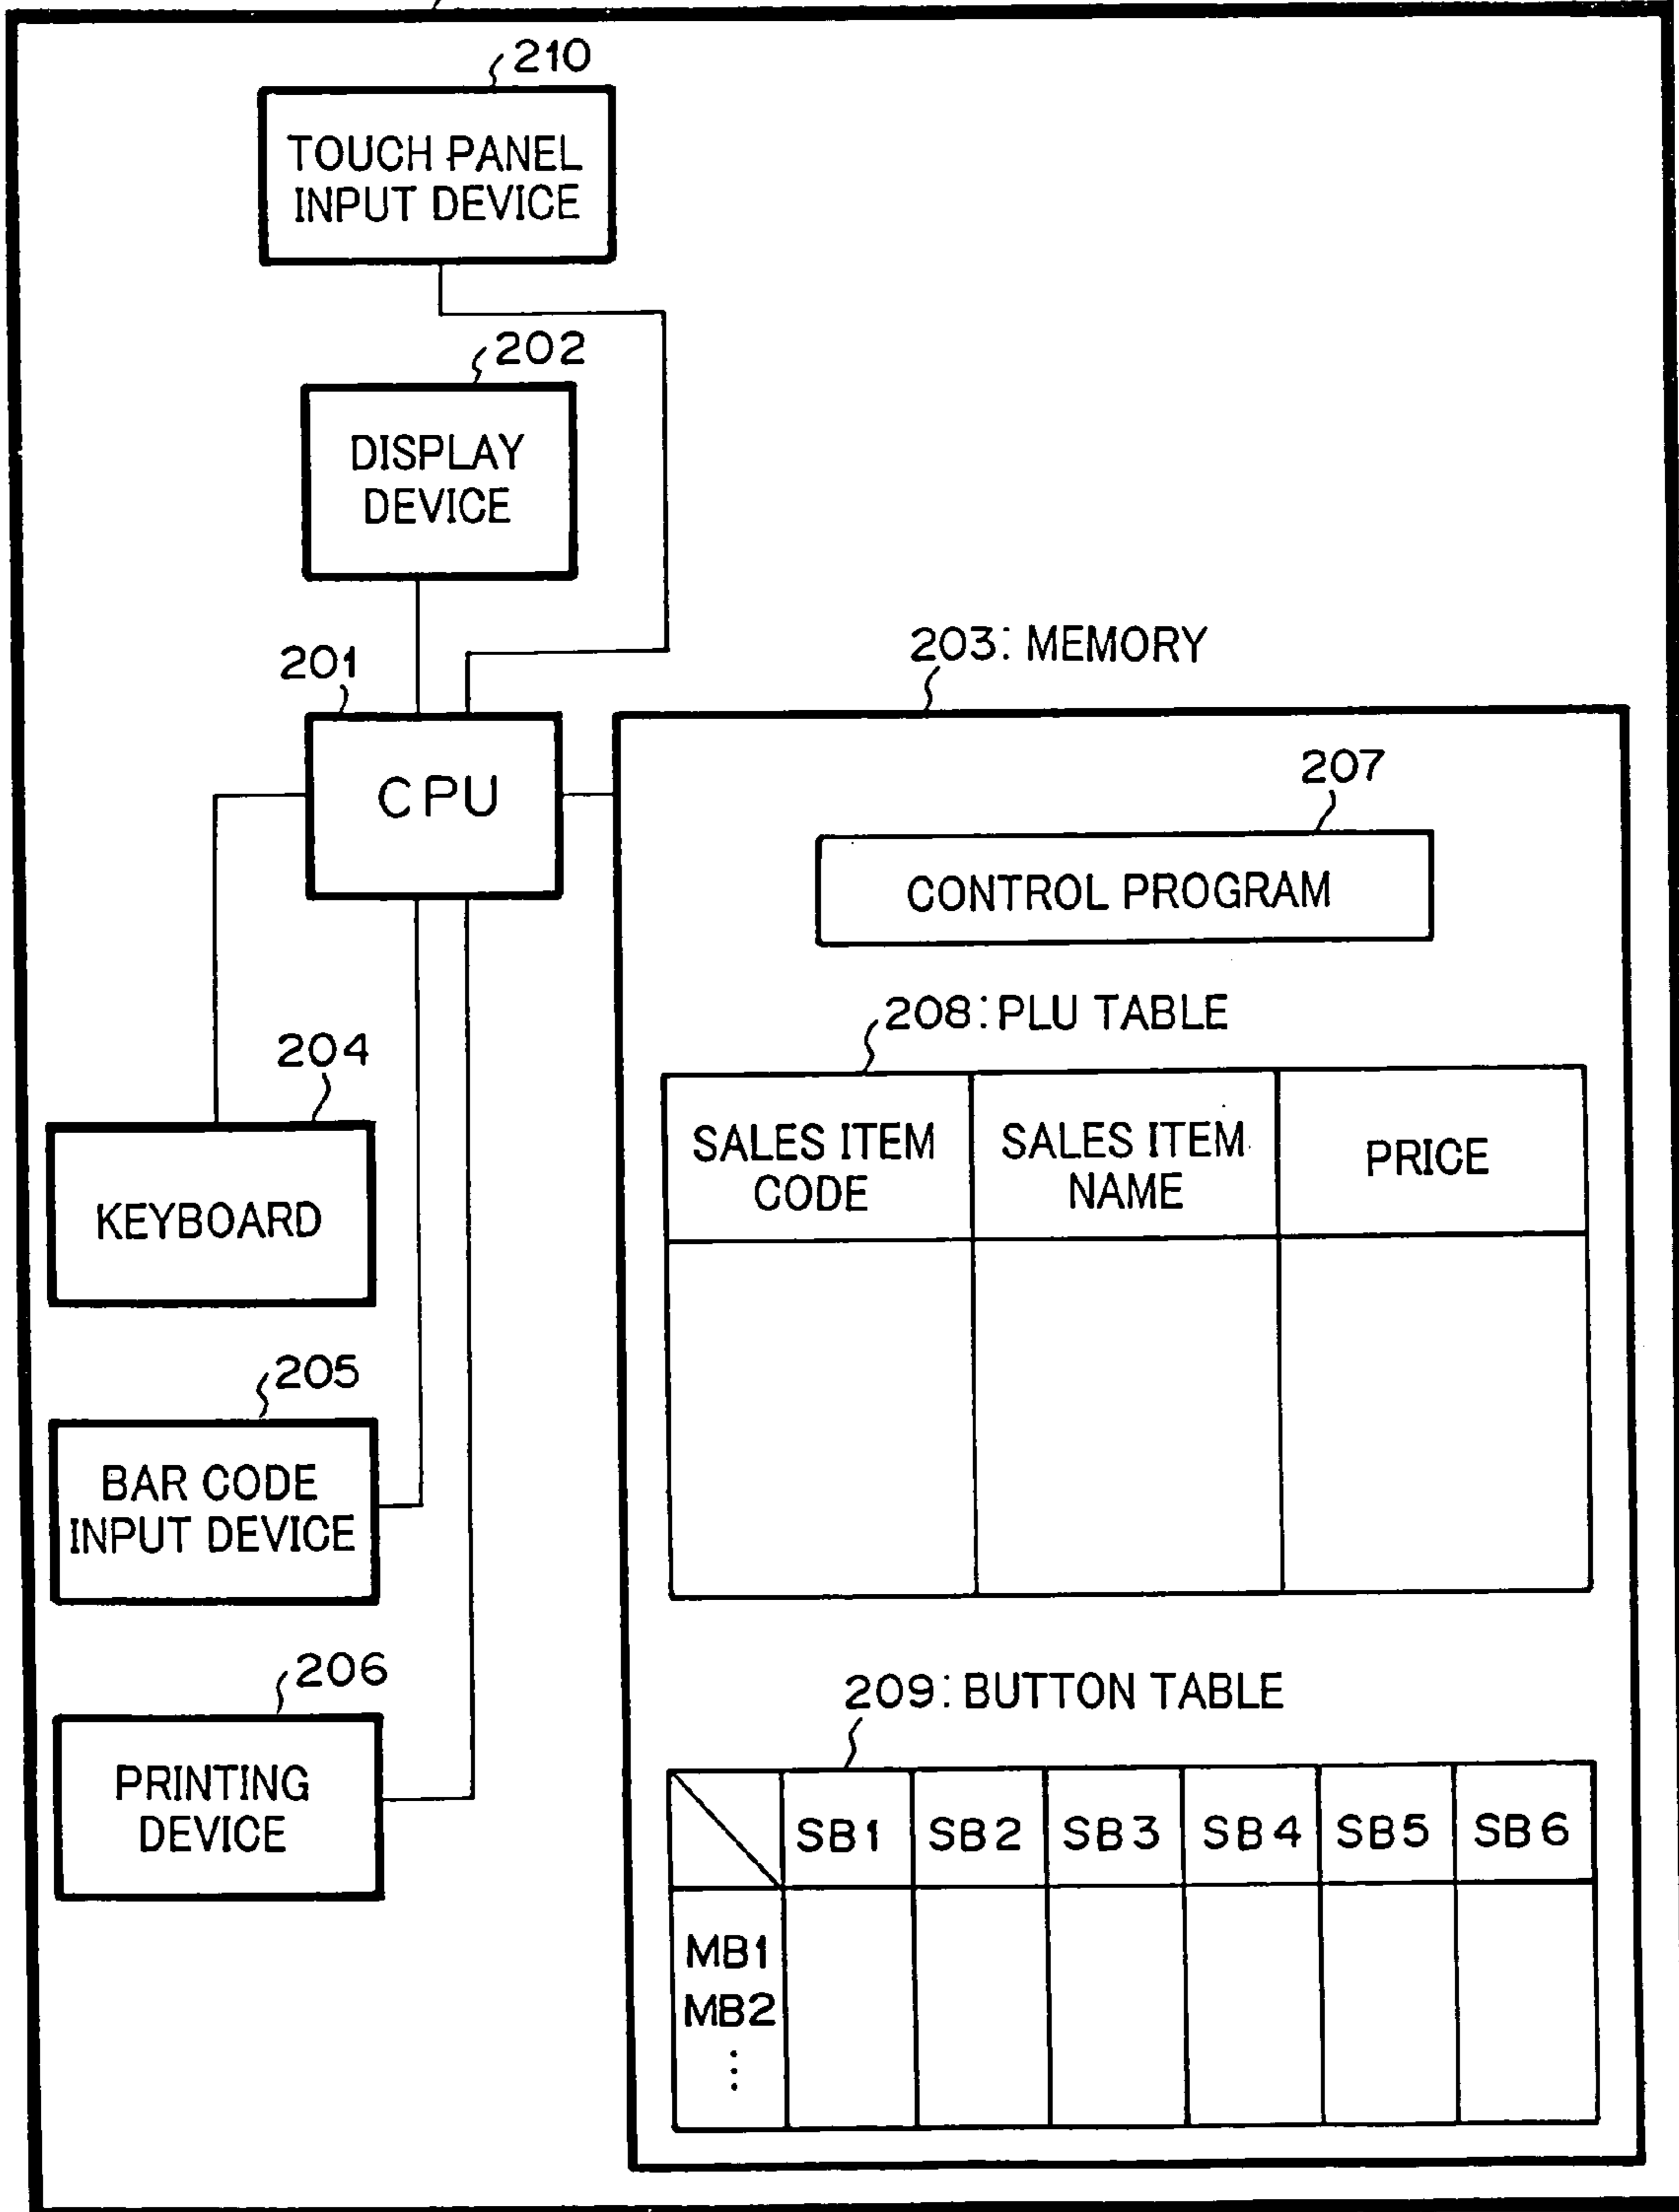 210
TOUCH PANEL
INPUT DEVICE
202
DISPLAY
DEVICE
201
CPU
203: MEMORY
207
CONTROL PROGRAM
208: PLU TABLE
SALES ITEM
CODE
SALES ITEM
NAME
PRICE
204
KEYBOARD
205
BAR CODE
INPUT DEVICE
206
PRINTING
DEVICE
209: BUTTON TABLE
SB1 SB2 SB3 SB4 SB5 SB6
MB1
MB2
⋮